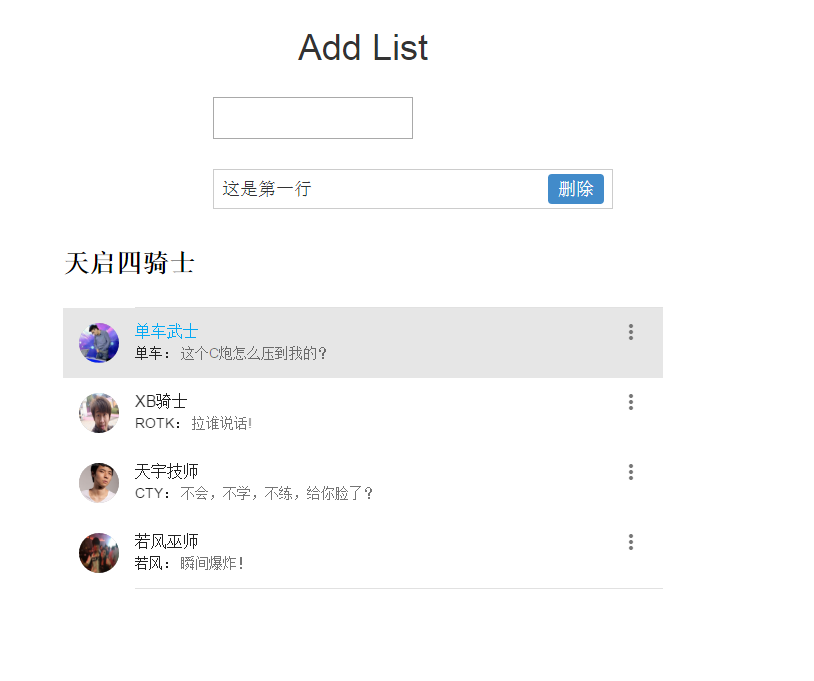 Add List
这是第一行
删除
天启四骑士
单车武士
单车：这个C炮怎么压到我的？
XB骑士
ROTK：拉谁说话!
天宇技师
CTY：不会，不学，不练，给你脸了？
若风巫师
若风：瞬间爆炸！